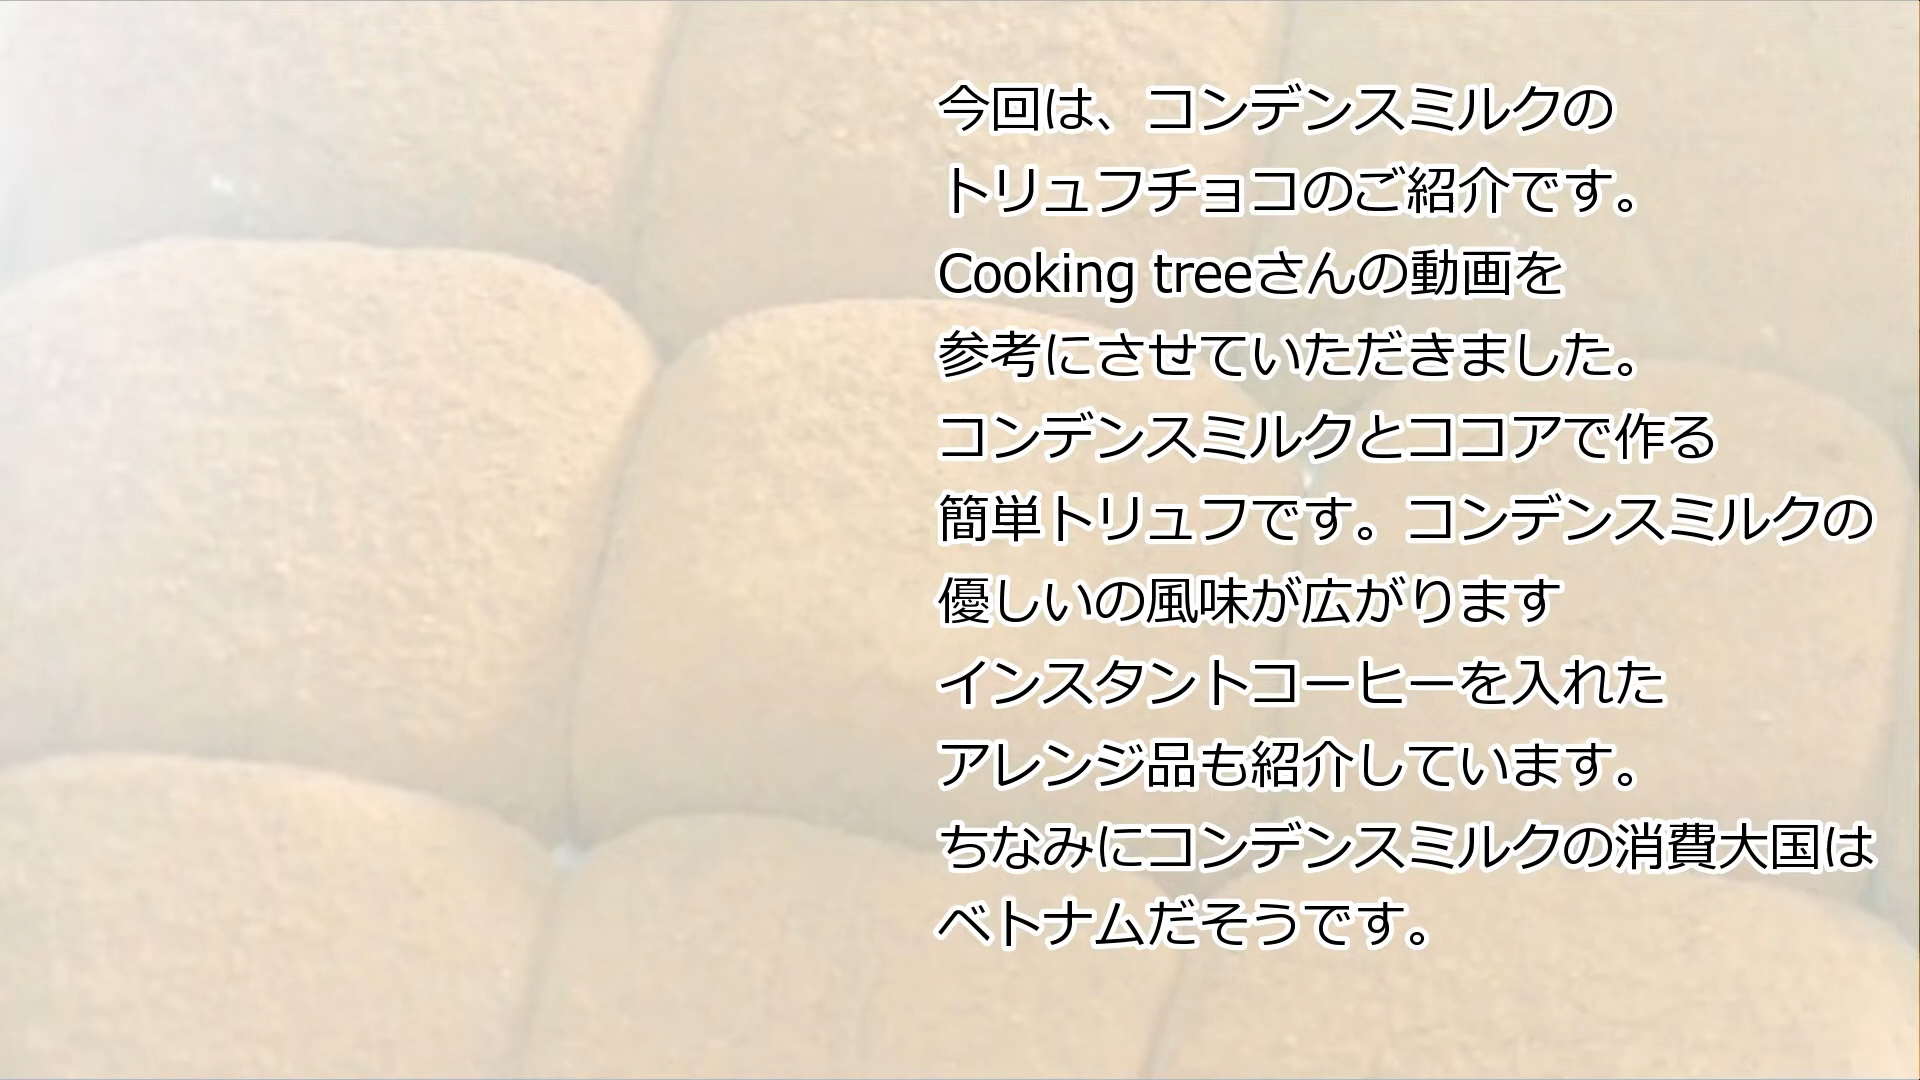 今回は、コンデンスミルクの
トリュフチョコのご紹介です。
Cooking treeさんの動画を
参考にさせていただきました。
コンデンスミルクとココアで作る
簡単トリュフです。コンデンスミルクの
優しいの風味が広がります
インスタントコーヒーを入れた
アレンジ品も紹介しています。
ちなみにコンデンスミルクの消費大国は
ベトナムだそうです。